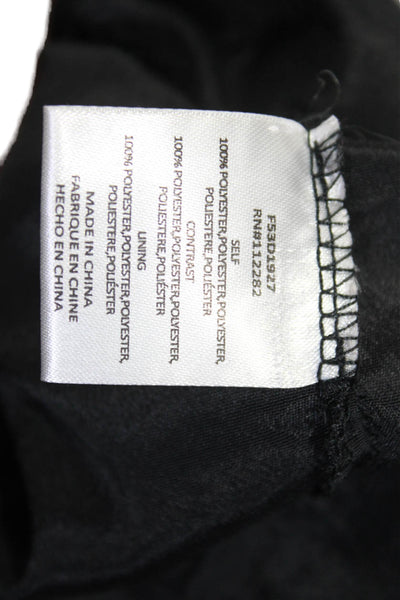 F53D1927
RN#112282
SELF
100% POLYESTER,POLYESTER,
POLIESTERE,POLIÉSTER
CONTRAST
100% POLYESTER,POLYESTER,
POLIESTERE,POLIÉSTER
LINING
100% POLYESTER,POLYESTER,
POLIESTERE,POLIÉSTER
MADE IN CHINA
FABRIQUE EN CHINE
HECHO EN CHINA